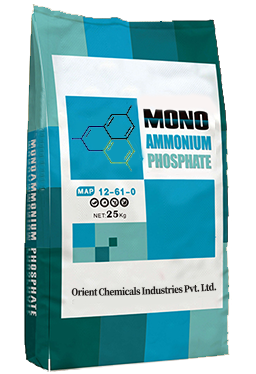 MONO
AMMONIUM
PHOSPHATE
MAP 12-61-0
NET: 25Kg
Orient Chemicals Industries Pvt. Ltd.
MONOAMMONIUM PHOSPHATE